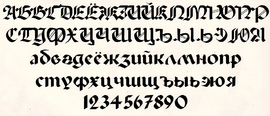 АБВГДЕЁЖЗИЙКЛМНОПР
СТУФХЦЧШЩЪЫЬЭЮЯ
абвгдеёжзийклмнопр
стуфхцчшщъыьэюя
1234567890